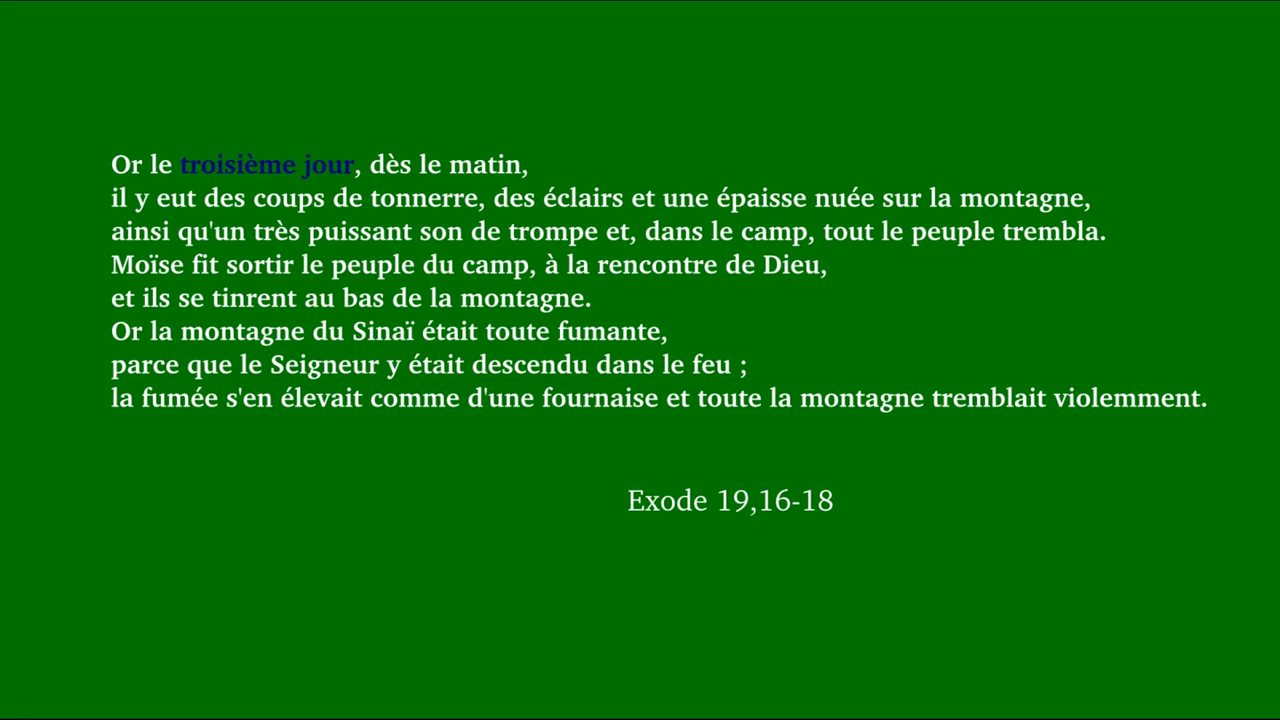 Or le troisième jour, dès le matin,
il y eut des coups de tonnerre, des éclairs et une épaisse nuée sur la montagne,
ainsi qu'un très puissant son de trompe et, dans le camp, tout le peuple trembla.
Moïse fit sortir le peuple du camp, à la rencontre de Dieu,
et ils se tinrent au bas de la montagne.
Or la montagne du Sinaï était toute fumante,
parce que le Seigneur y était descendu dans le feu ;
la fumée s'en élevait comme d'une fournaise et toute la montagne tremblait violemment.
Exode 19,16-18